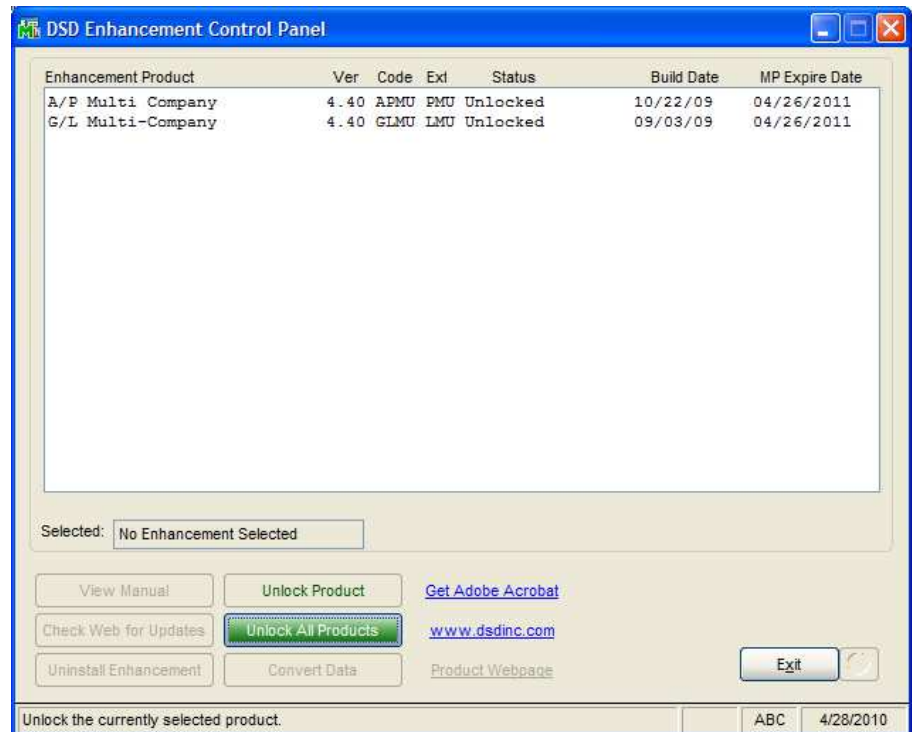 DSD Enhancement Control Panel
Enhancement Product Ver Code Ext Status Build Date MP Expire Date
A/P Multi Company 4.40 APMU PMU Unlocked 10/22/09 04/26/2011
G/L Multi-Company 4.40 GLMU LMU Unlocked 09/03/09 04/26/2011
Selected: No Enhancement Selected
View Manual Unlock Product Get Adobe Acrobat
Check Web for Updates Unlock All Products www.dsdinc.com
Uninstall Enhancement Convert Data Product Webpage Exit
Unlock the currently selected product. ABC 4/28/2010